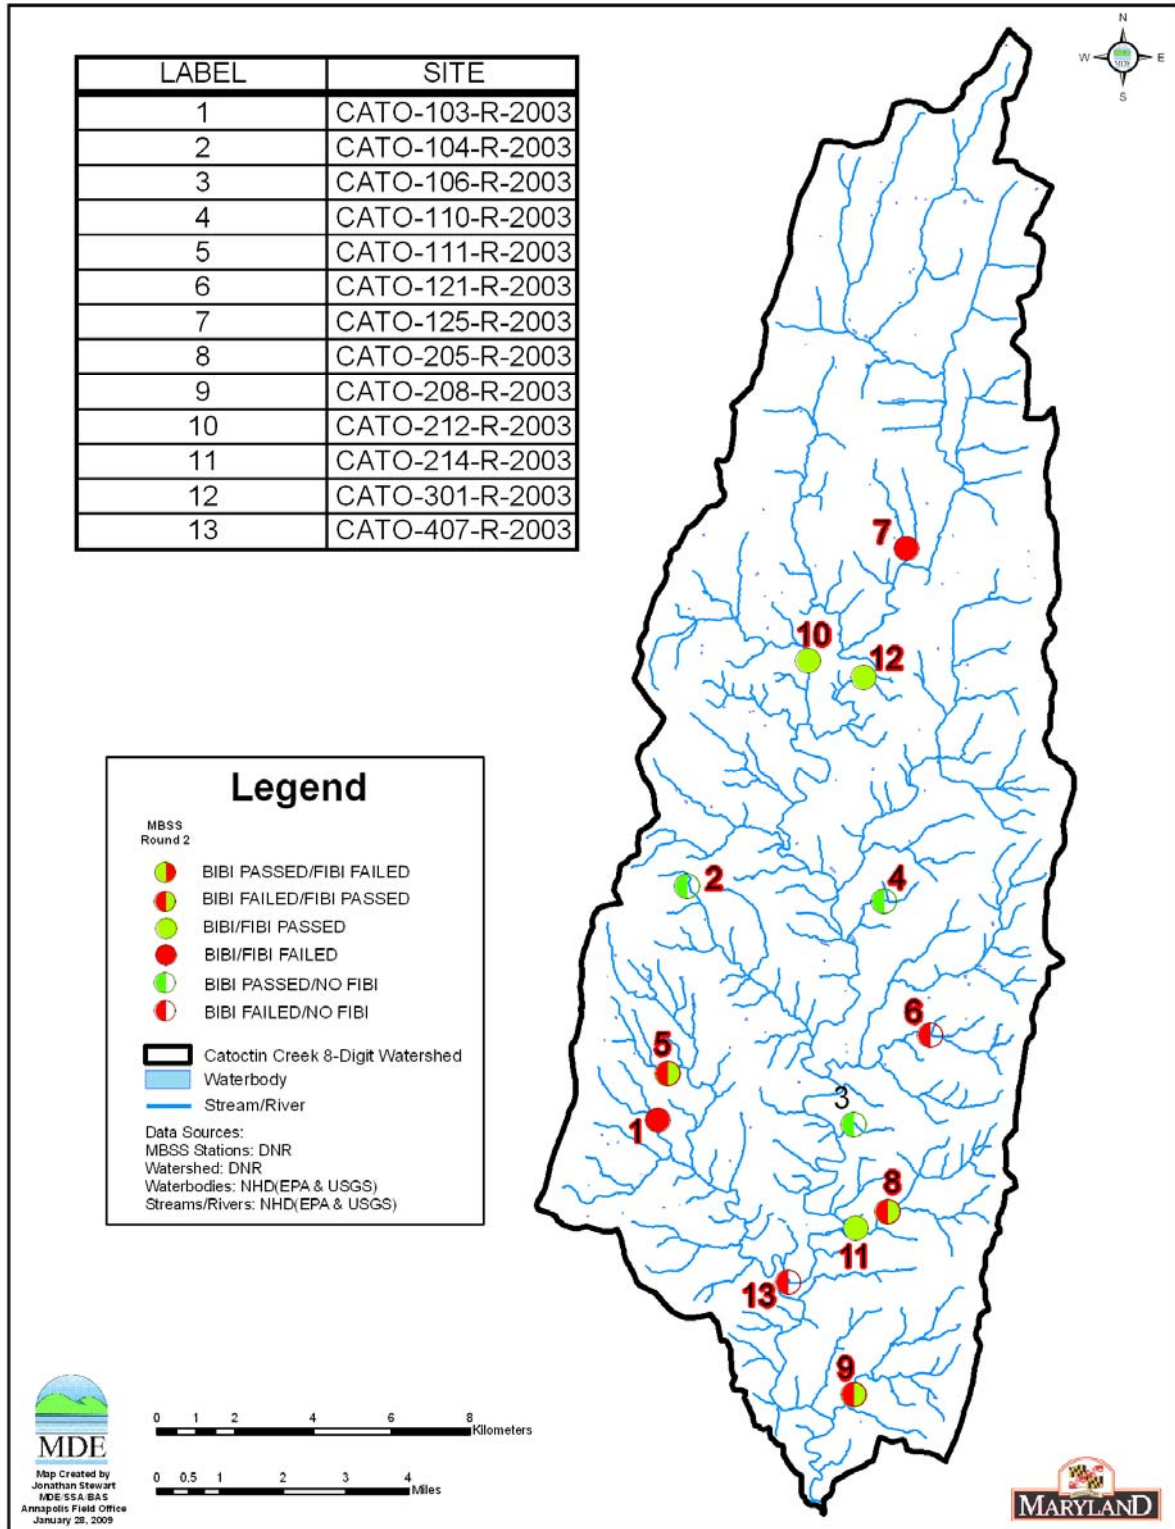 N
W E
MDE
S
LABEL SITE
1 CATO-103-R-2003
2 CATO-104-R-2003
3 CATO-106-R-2003
4 CATO-110-R-2003
5 CATO-111-R-2003
6 CATO-121-R-2003
7 CATO-125-R-2003
8 CATO-205-R-2003
9 CATO-208-R-2003
10 CATO-212-R-2003
11 CATO-214-R-2003
12 CATO-301-R-2003
13 CATO-407-R-2003
7
10
12
2
4
6
5
3
1
8
11
13
9
Legend
MBSS
Round 2
BIBI PASSED/FIBI FAILED
BIBI FAILED/FIBI PASSED
BIBI/FIBI PASSED
BIBI/FIBI FAILED
BIBI PASSED/NO FIBI
BIBI FAILED/NO FIBI
Catoctin Creek 8-Digit Watershed
Waterbody
Stream/River
Data Sources:
MBSS Stations: DNR
Watershed: DNR
Waterbodies: NHD(EPA & USGS)
Streams/Rivers: NHD(EPA & USGS)
MDE
Map Created by
Jonathan Stewart
MDE/SSA/BAS
Annapolis Field Office
January 28, 2009
0 1 2 4 6 8
Kilometers
0 0.5 1 2 3 4
Miles
MARYLAND